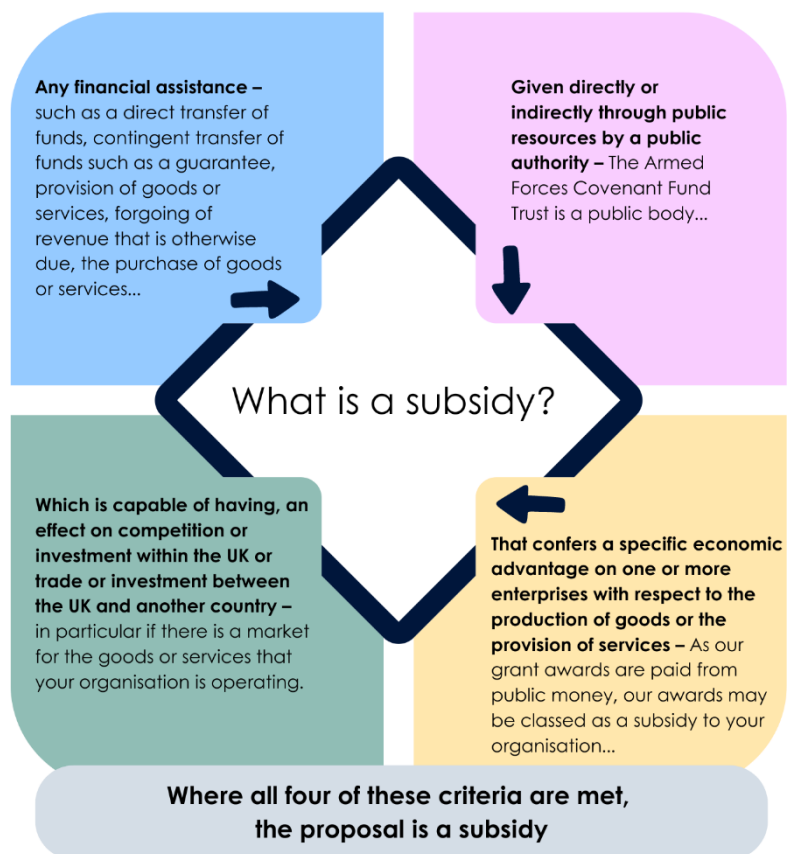 Any financial assistance –
such as a direct transfer of
funds, contingent transfer of
funds such as a guarantee,
provision of goods or
services, forgoing of
revenue that is otherwise
due, the purchase of goods
or services...
Given directly or
indirectly through public
resources by a public
authority – The Armed
Forces Covenant Fund
Trust is a public body...
What is a subsidy?
That confers a specific economic
advantage on one or more
enterprises with respect to the
production of goods or the
provision of services – As our
grant awards are paid from
public money, our awards may
be classed as a subsidy to your
organisation...
Which is capable of having, an
effect on competition or
investment within the UK or
trade or investment between
the UK and another country –
in particular if there is a market
for the goods or services that
your organisation is operating.
Where all four of these criteria are met,
the proposal is a subsidy